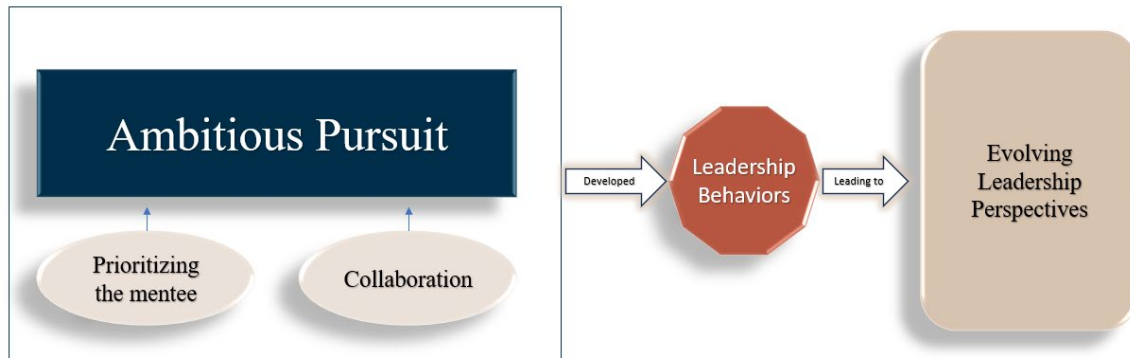 Ambitious Pursuit
Prioritizing
the mentee
Collaboration
Developed
Leadership
Behaviors
Leading to
Evolving
Leadership
Perspectives